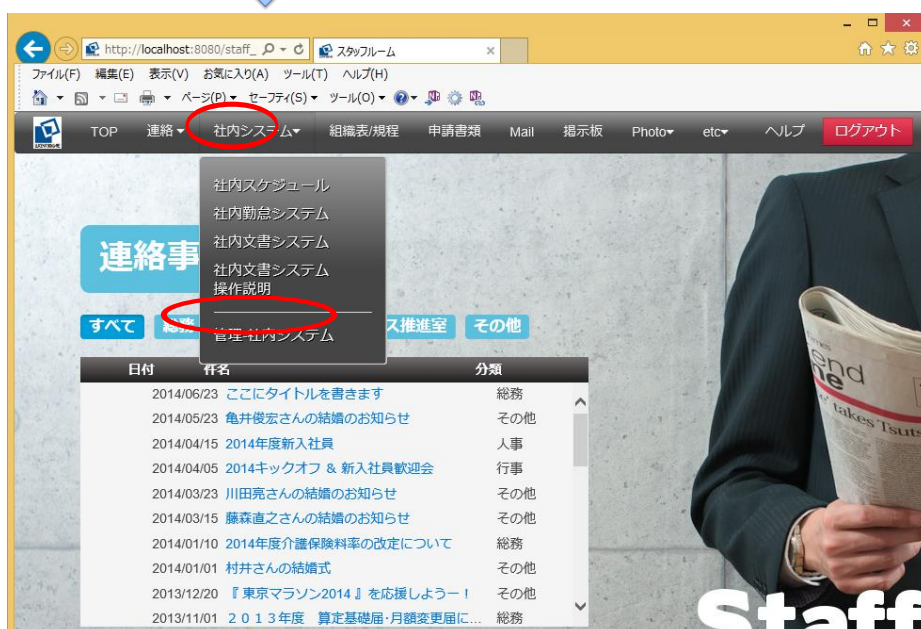 http://localhost:8080/staff_
スタッフルーム
ファイル(F) 編集(E) 表示(V) お気に入り(A) ツール(T) ヘルプ(H)
ページ(P) セーフティ(S) ツール(O)
TOP 連絡 社内システム 組織表/規程 申請書類 Mail 掲示板 Photo etc ヘルプ ログアウト
社内スケジュール
社内勤怠システム
社内文書システム
社内文書システム
操作説明
管理-社内システム
連絡事
すべて 総務 ス推進室 その他
日付 件名 分類
2014/06/23 ここにタイトルを書きます 総務
2014/05/23 亀井俊宏さんの結婚のお知らせ その他
2014/04/15 2014年度新入社員 人事
2014/04/05 2014キックオフ & 新入社員歓迎会 行事
2014/03/23 川田亮さんの結婚のお知らせ その他
2014/03/15 藤森直之さんの結婚のお知らせ その他
2014/01/10 2014年度介護保険料率の改定について 総務
2014/01/01 村井さんの結婚式 その他
2013/12/20 『東京マラソン2014』を応援しようー！ その他
2013/11/01 ２０１３年度 算定基礎届・月額変更届に... 総務
end
me
takes Tsuts
Staff